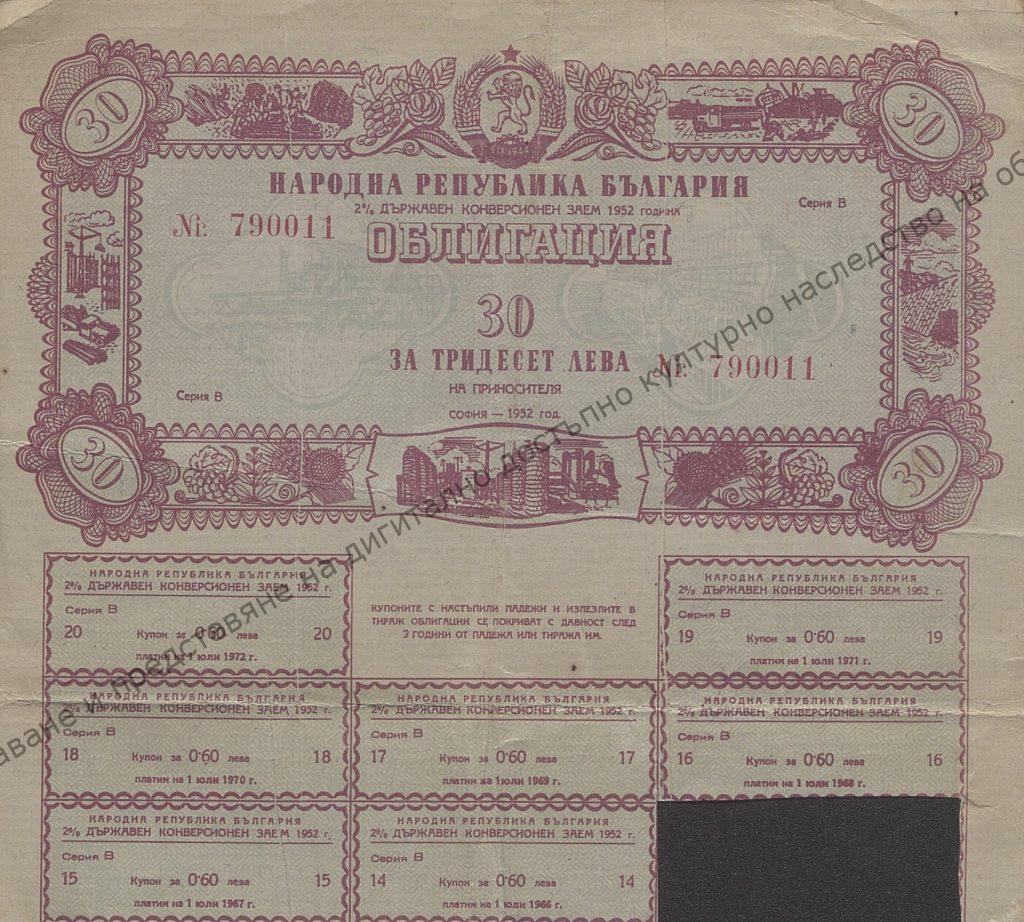 30
30
9·IX·1944
НАРОДНА РЕПУБЛИКА БЪЛГАРИЯ
2% ДЪРЖАВЕН КОНВЕРСИОНЕН ЗАЕМ 1952 ГОДИНА
Серия В
№ 790011
ОБЛИГАЦИЯ
30
ЗА ТРИДЕСЕТ ЛЕВА
№ 790011
НА ПРИНОСИТЕЛЯ
Серия В
СОФИЯ — 1952 ГОД.
30
30
НАРОДНА РЕПУБЛИКА БЪЛГАРИЯ
2% ДЪРЖАВЕН КОНВЕРСИОНЕН ЗАЕМ 1952 г.
Серия В
20 Купон за 0·60 лева 20
платим на 1 юли 1972 г.
КУПОНИТЕ С НАСТЪПИЛИ ПАДЕЖИ И ИЗЛЕЗЛИТЕ В
ТИРАЖ ОБЛИГАЦИИ СЕ ПОКРИВАТ С ДАВНОСТ СЛЕД
3 ГОДИНИ ОТ ПАДЕЖА ИЛИ ТИРАЖА ИМ.
НАРОДНА РЕПУБЛИКА БЪЛГАРИЯ
2% ДЪРЖАВЕН КОНВЕРСИОНЕН ЗАЕМ 1952 г.
Серия В
19 Купон за 0·60 лева 19
платим на 1 юли 1971 г.
НАРОДНА РЕПУБЛИКА БЪЛГАРИЯ
2% ДЪРЖАВЕН КОНВЕРСИОНЕН ЗАЕМ 1952 г.
Серия В
18 Купон за 0·60 лева 18
платим на 1 юли 1970 г.
НАРОДНА РЕПУБЛИКА БЪЛГАРИЯ
2% ДЪРЖАВЕН КОНВЕРСИОНЕН ЗАЕМ 1952 г.
Серия В
17 Купон за 0·60 лева 17
платим на 1 юли 1969 г.
НАРОДНА РЕПУБЛИКА БЪЛГАРИЯ
2% ДЪРЖАВЕН КОНВЕРСИОНЕН ЗАЕМ 1952 г.
Серия В
16 Купон за 0·60 лева 16
платим на 1 юли 1968 г.
НАРОДНА РЕПУБЛИКА БЪЛГАРИЯ
2% ДЪРЖАВЕН КОНВЕРСИОНЕН ЗАЕМ 1952 г.
Серия В
15 Купон за 0·60 лева 15
платим на 1 юли 1967 г.
НАРОДНА РЕПУБЛИКА БЪЛГАРИЯ
2% ДЪРЖАВЕН КОНВЕРСИОНЕН ЗАЕМ 1952 г.
Серия В
14 Купон за 0·60 лева 14
платим на 1 юли 1966 г.
и представяне на дигитално достъпно културно наследство на